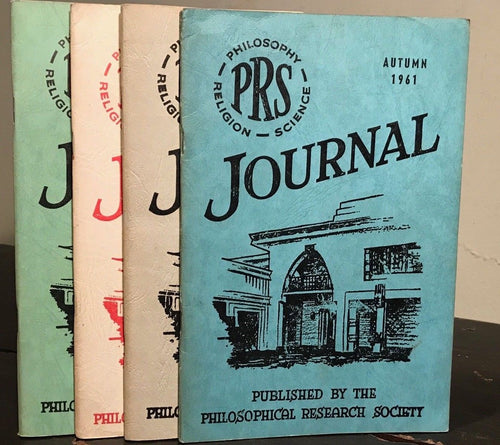 PHILOSOPHY
PRS
RELIGION — SCIENCE
AUTUMN
1961
JOURNAL
PUBLISHED BY THE
PHILOSOPHICAL RESEARCH SOCIETY